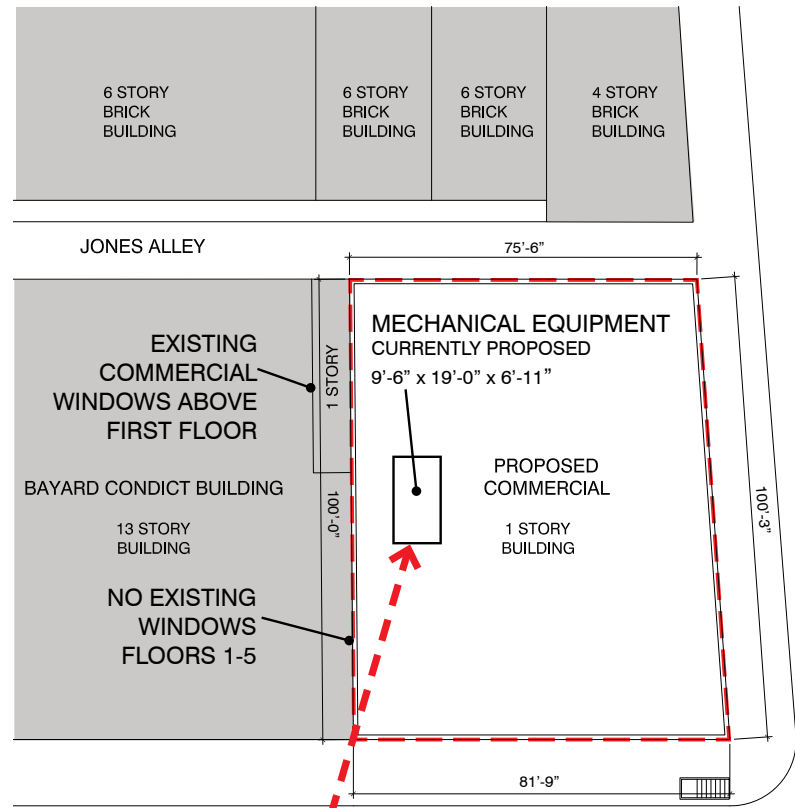 6 STORY
BRICK
BUILDING
6 STORY
BRICK
BUILDING
6 STORY
BRICK
BUILDING
4 STORY
BRICK
BUILDING
JONES ALLEY
75'-6"
MECHANICAL EQUIPMENT
CURRENTLY PROPOSED
9'-6" x 19'-0" x 6'-11"
EXISTING
COMMERCIAL
WINDOWS ABOVE
FIRST FLOOR
1 STORY
BAYARD CONDICT BUILDING
13 STORY
BUILDING
100'-0"
PROPOSED
COMMERCIAL
1 STORY
BUILDING
100'-3"
NO EXISTING
WINDOWS
FLOORS 1-5
81'-9"